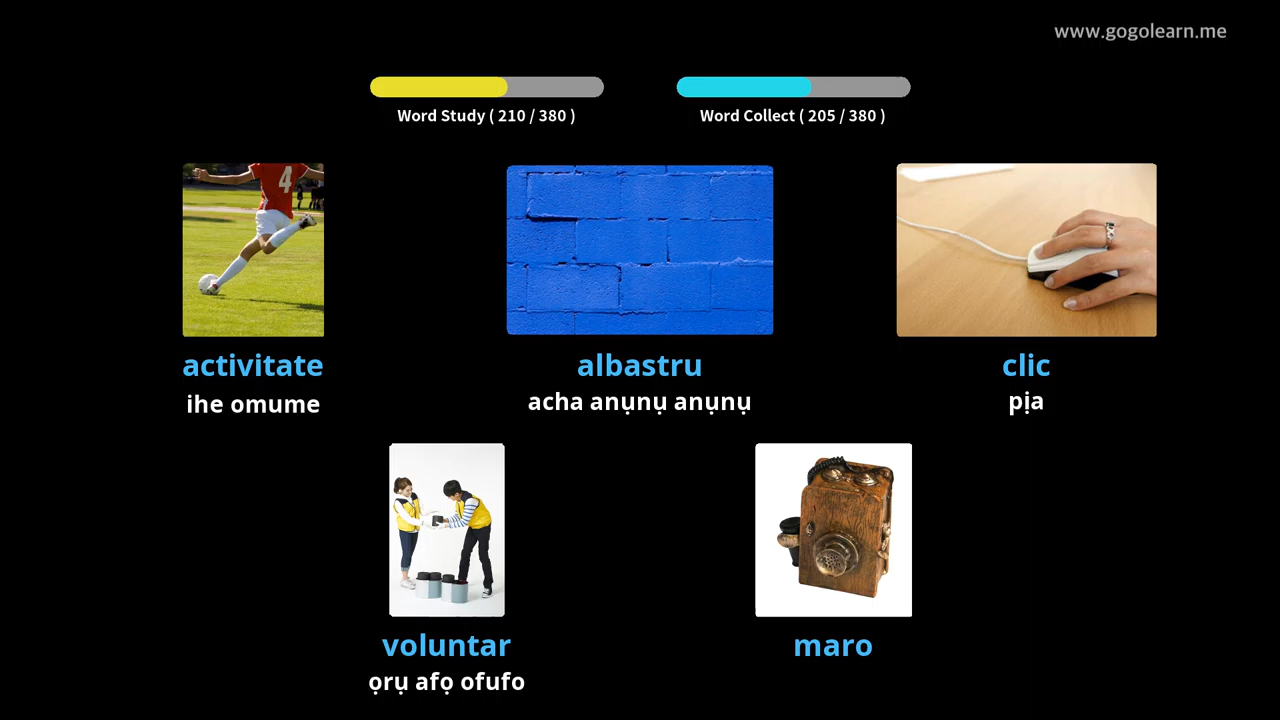 www.gogolearn.me
Word Study ( 210 / 380 )
Word Collect ( 205 / 380 )
4
activitate
ihe omume
albastru
acha anụnụ anụnụ
clic
pịa
voluntar
ọrụ afọ ofufo
maro